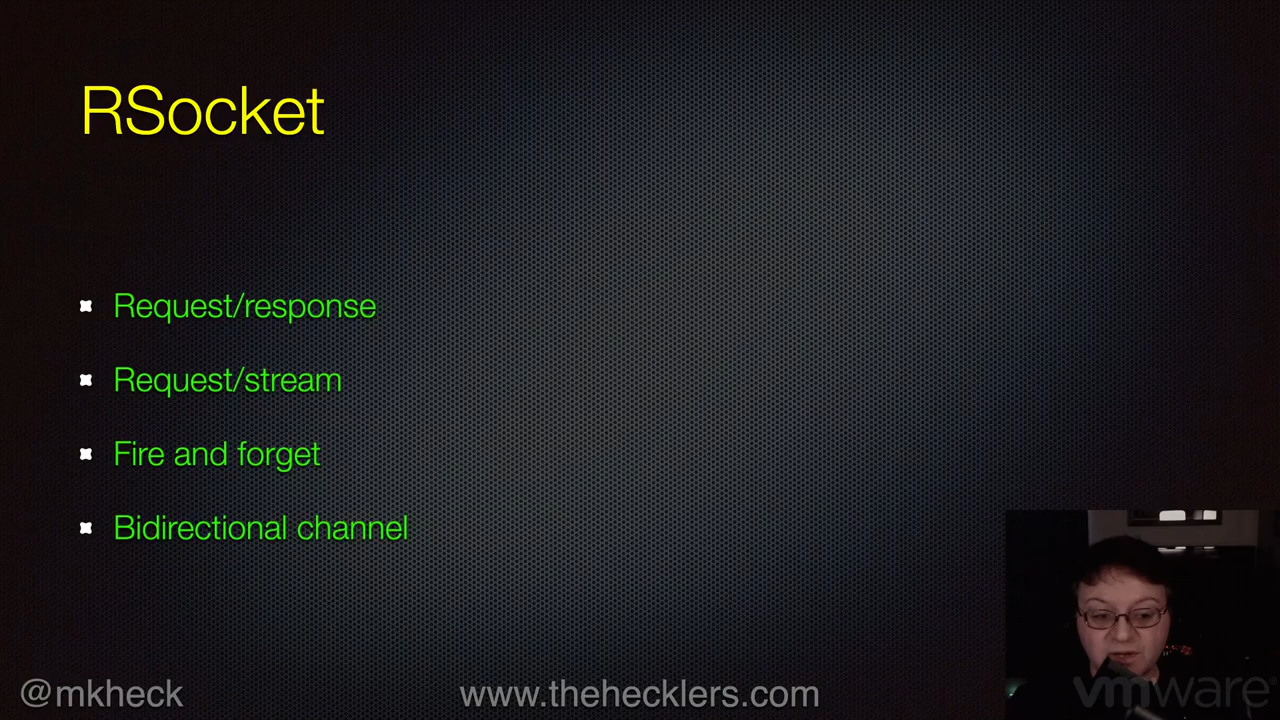 RSocket
Request/response
Request/stream
Fire and forget
Bidirectional channel
@mkheck
www.thehecklers.com
vmware®